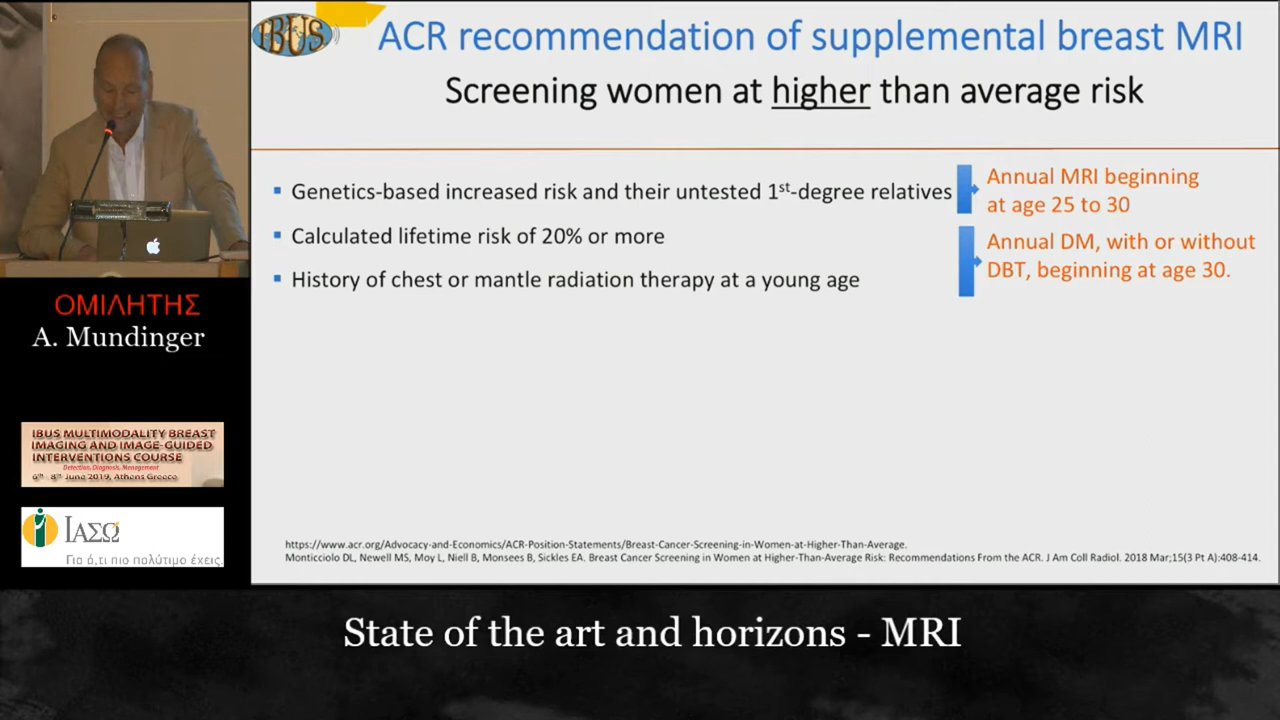 IBUS
ACR recommendation of supplemental breast MRI
Screening women at higher than average risk
Genetics-based increased risk and their untested 1st-degree relatives
Calculated lifetime risk of 20% or more
History of chest or mantle radiation therapy at a young age
Annual MRI beginning
at age 25 to 30
Annual DM, with or without
DBT, beginning at age 30.
https://www.acr.org/Advocacy-and-Economics/ACR-Position-Statements/Breast-Cancer-Screening-in-Women-at-Higher-Than-Average.
Monticciolo DL, Newell MS, Moy L, Niell B, Monsees B, Sickles EA. Breast Cancer Screening in Women at Higher-Than-Average Risk: Recommendations From the ACR. J Am Coll Radiol. 2018 Mar;15(3 Pt A):408-414.
ΟΜΙΛΗΤΗΣ
A. Mundinger
IBUS MULTIMODALITY BREAST
IMAGING AND IMAGE-GUIDED
INTERVENTIONS COURSE
Detection, Diagnosis, Management
6th - 8th June 2019, Athens Greece
ΙΑΣΩ
Για ό,τι πιο πολύτιμο έχεις.
State of the art and horizons - MRI